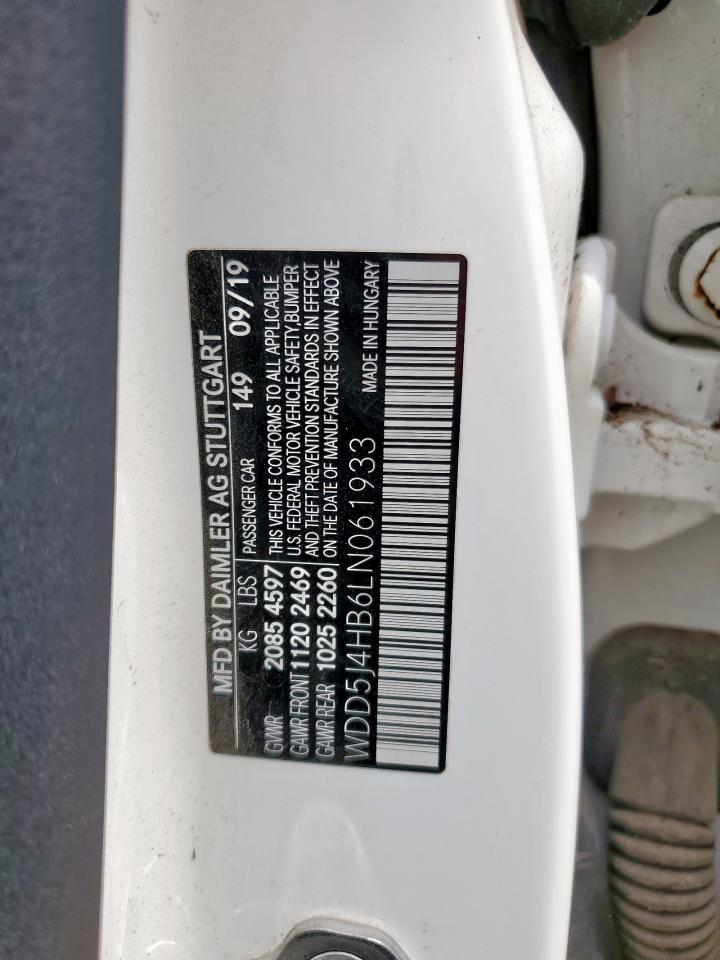 MFD BY DAIMLER AG STUTTGART
KG LBS PASSENGER CAR 149 09/19
GVWR 2085 4597 THIS VEHICLE CONFORMS TO ALL APPLICABLE
GAWR FRONT 1120 2469 U.S. FEDERAL MOTOR VEHICLE SAFETY,BUMPER
GAWR REAR 1025 2260 AND THEFT PREVENTION STANDARDS IN EFFECT
ON THE DATE OF MANUFACTURE SHOWN ABOVE
WDD5J4HB6LN061933 MADE IN HUNGARY